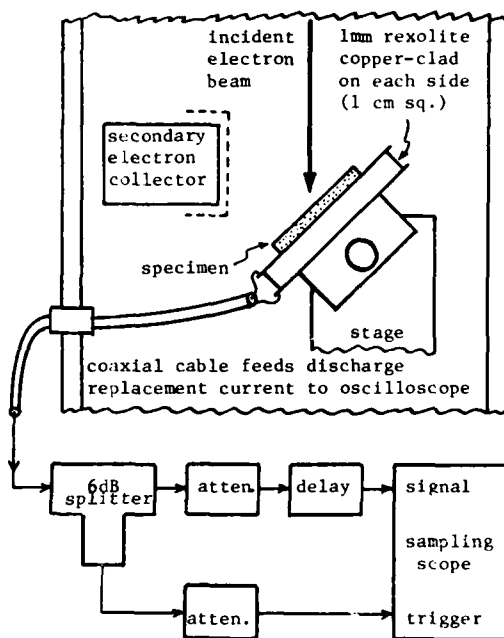 incident
electron
beam
1mm rexolite
copper-clad
on each side
(1 cm sq.)
secondary
electron
collector
specimen
stage
coaxial cable feeds discharge
replacement current to oscilloscope
6dB
splitter
atten.
delay
signal
sampling
scope
atten.
trigger